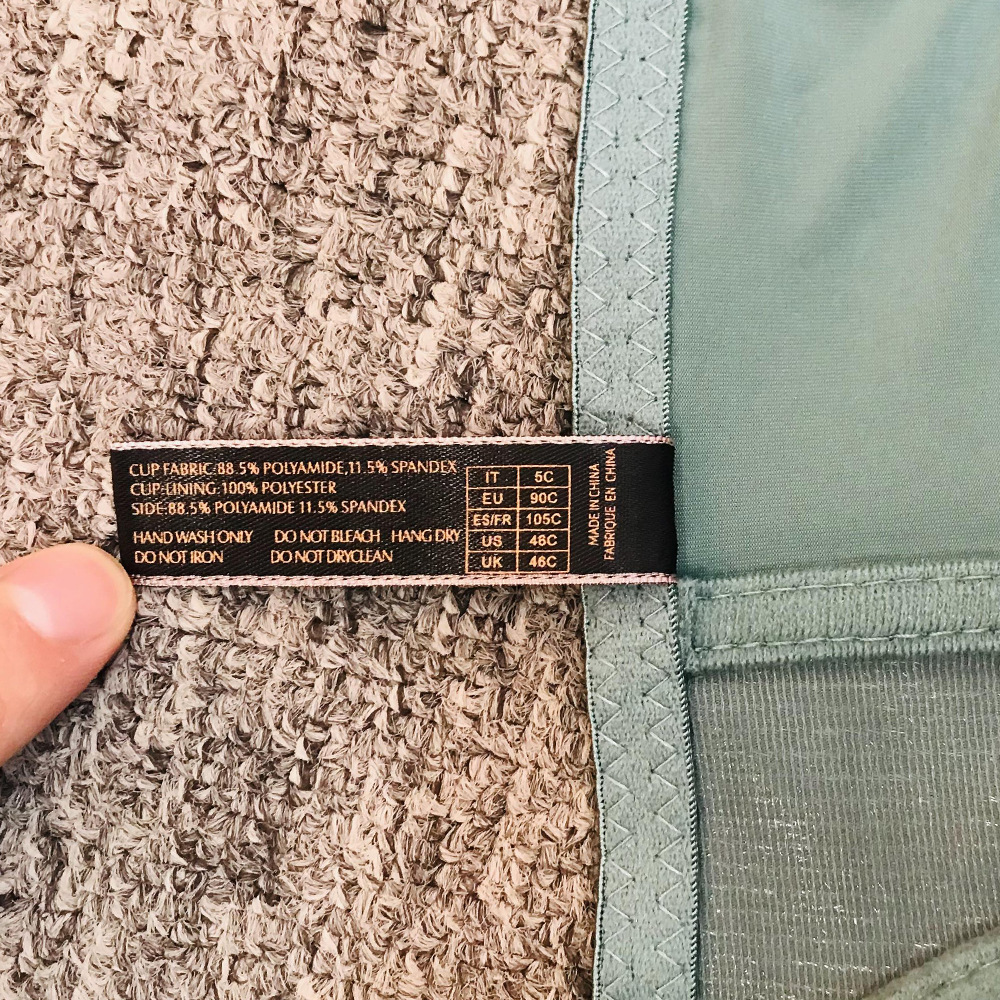 CUP FABRIC:88.5% POLYAMIDE,11.5% SPANDEX
CUP LINING:100% POLYESTER
SIDE:88.5% POLYAMIDE 11.5% SPANDEX
HAND WASH ONLY DO NOT BLEACH HANG DRY
DO NOT IRON DO NOT DRYCLEAN
IT 5C
EU 90C
ES/FR 105C
US 48C
UK 46C
MADE IN CHINA
FABRIQUE EN CHINA